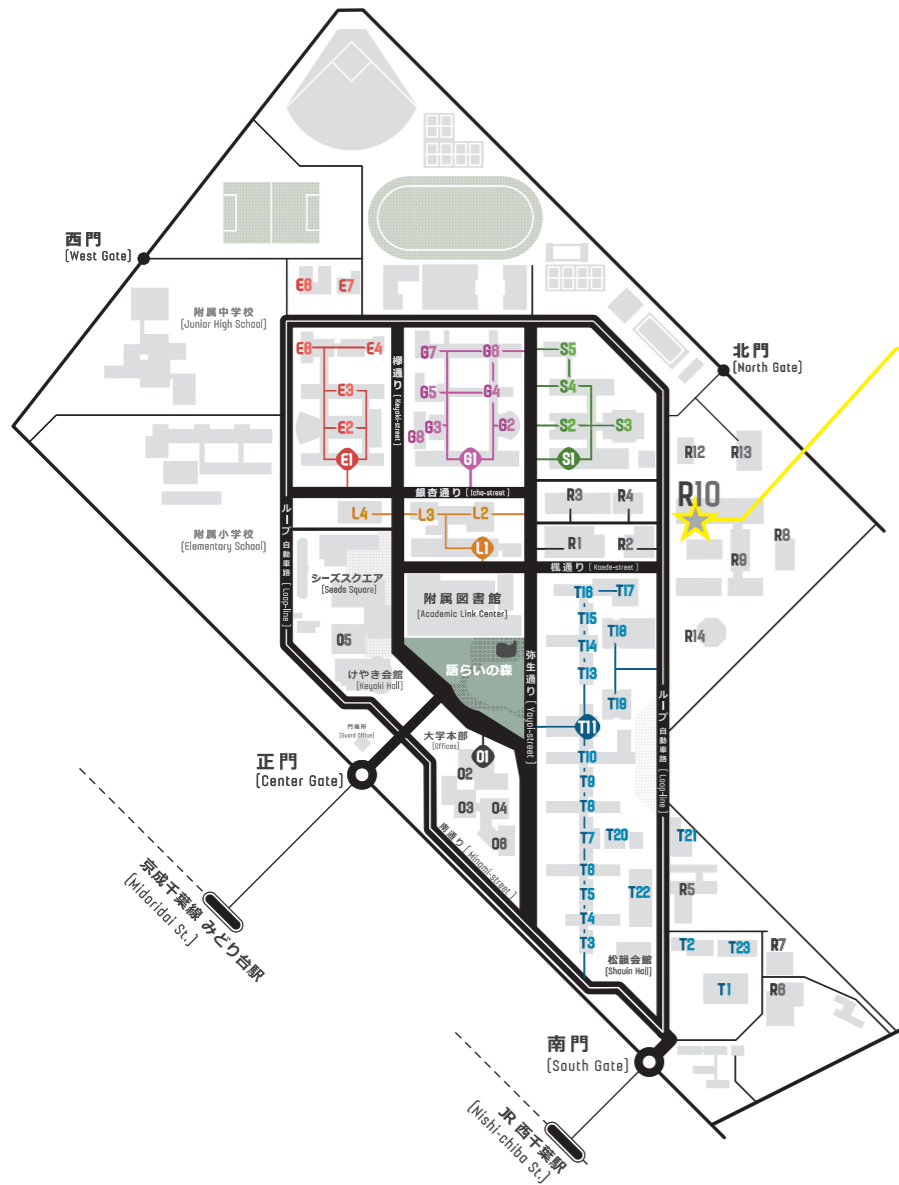 西門
(West Gate)
附属中学校
(Junior High School)
E8
E7
北門
(North Gate)
E6
E4
E3
E2
E1
欅通り [Keyaki-street]
G7
G6
G5
G4
G3
G2
G8
G1
S5
S4
S2
S3
S1
R12
R13
R10
R8
R9
R14
銀杏通り [Icho-street]
L4
L3
L2
L1
R3
R4
R1
R2
楓通り [Kaede-street]
附属小学校
(Elementary School)
ループ 自動車路 [Loop-line]
シーズスクエア
(Seeds Square)
附属図書館
(Academic Link Center)
O5
けやき会館
(Keyaki Hall)
語らいの森
弥生通り [Yayoi-street]
T16
T17
T15
T18
T14
T13
T19
T11
T10
T9
T8
T7
T20
T6
T5
T22
T4
T3
ループ 自動車路 [Loop-line]
門衛所
(Guard Office)
大学本部
(Offices)
O1
O2
O3
O4
O6
南通り [Minami-street]
正門
(Center Gate)
京成千葉線 みどり台駅
(Midoridai St.)
T21
R5
T2
T23
R7
T1
R6
松韻会館
(Shouin Hall)
南門
(South Gate)
JR 西千葉駅
(Nishi-chiba St.)